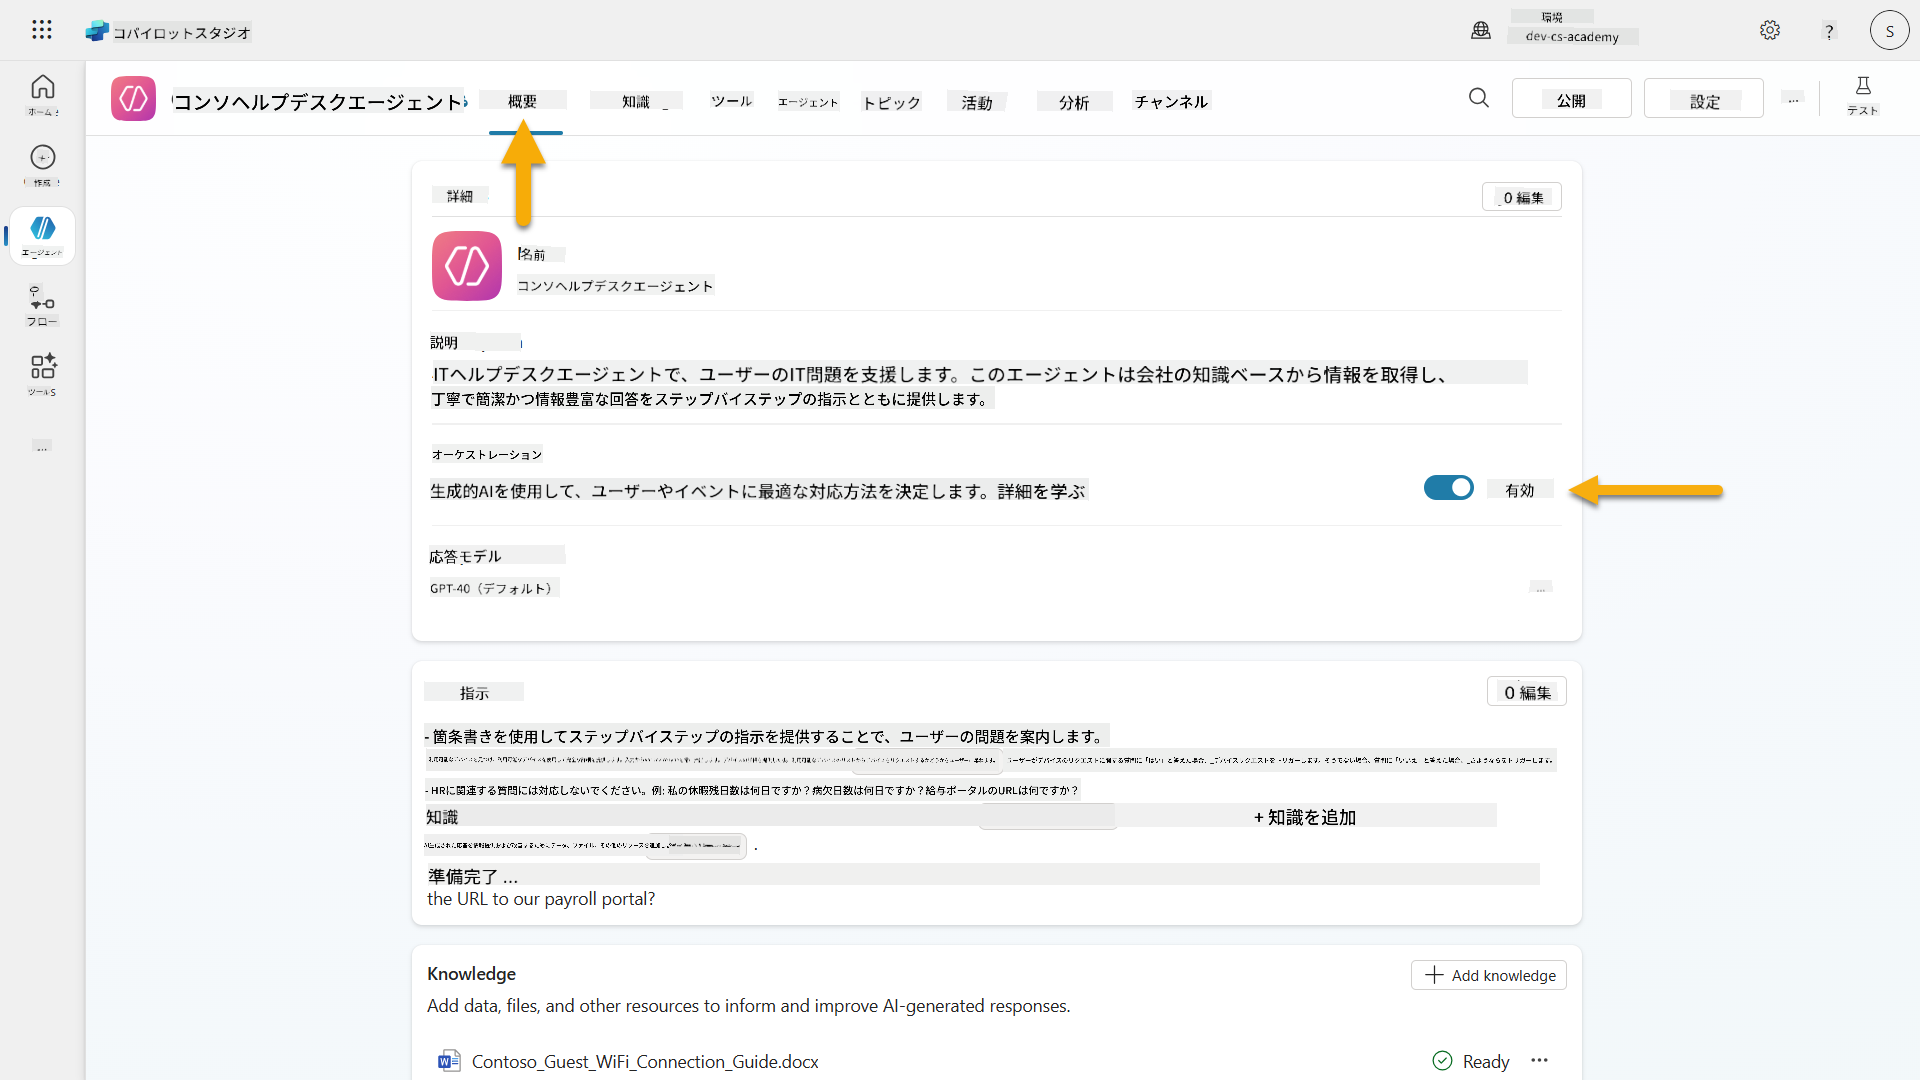 コパイロットスタジオ
環境
dev-cs-academy
?
S
ホーム
作成
エージェント
フロー
ツールS
...
コンソヘルプデスクエージェント
概要
知識
ツール
エージェント
トピック
活動
分析
チャンネル
公開
設定
...
テスト
詳細
0 編集
名前
コンソヘルプデスクエージェント
説明
ITヘルプデスクエージェントで、ユーザーのIT問題を支援します。このエージェントは会社の知識ベースから情報を取得し、
丁寧で簡潔かつ情報豊富な回答をステップバイステップの指示とともに提供します。
オーケストレーション
生成的AIを使用して、ユーザーやイベントに最適な対応方法を決定します。詳細を学ぶ
有効
応答モデル
GPT-40（デフォルト）
...
指示
0 編集
- 箇条書きを使用してステップバイステップの指示を提供することで、ユーザーの問題を案内します。
- HRに関連する質問には対応しないでください。例: 私の休暇残日数は何日ですか？病欠日数は何日ですか？給与ポータルのURLは何ですか？
知識
+ 知識を追加
準備完了 ...
the URL to our payroll portal?
Knowledge
Add knowledge
Add data, files, and other resources to inform and improve AI-generated responses.
Contoso_Guest_WiFi_Connection_Guide.docx
Ready